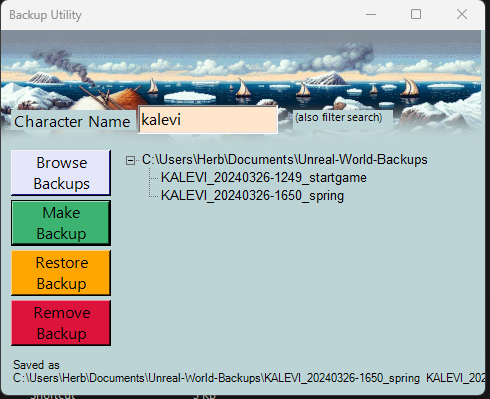 Backup Utility
Character Name kalevi (also filter search)
Browse
Backups
Make
Backup
Restore
Backup
Remove
Backup
C:\Users\Herb\Documents\Unreal-World-Backups
KALEVI_20240326-1249_startgame
KALEVI_20240326-1650_spring
Saved as
C:\Users\Herb\Documents\Unreal-World-Backups\KALEVI_20240326-1650_spring KALEVI_202